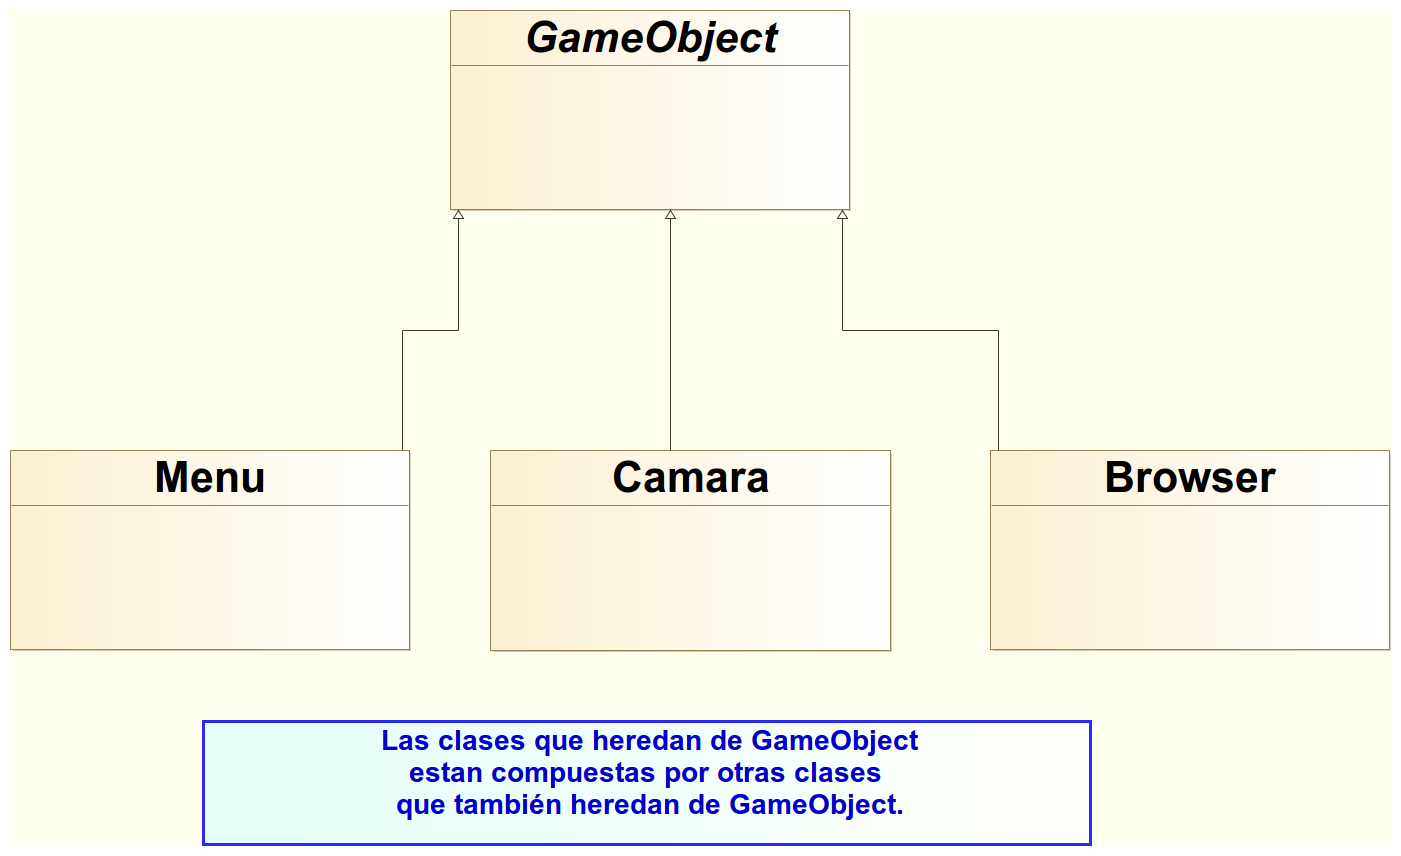 GameObject
Menu
Camara
Browser
Las clases que heredan de GameObject
estan compuestas por otras clases
que también heredan de GameObject.